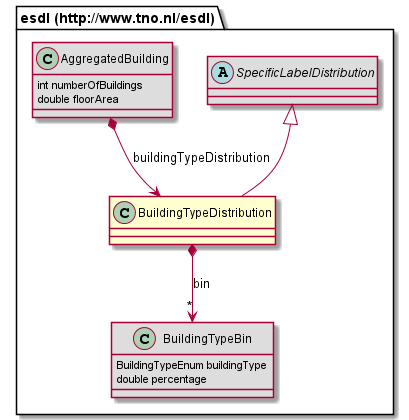 esdl (http://www.tno.nl/esdl)
C AggregatedBuilding
int numberOfBuildings
double floorArea
A SpecificLabelDistribution
buildingTypeDistribution
C BuildingTypeDistribution
bin
*
C BuildingTypeBin
BuildingTypeEnum buildingType
double percentage